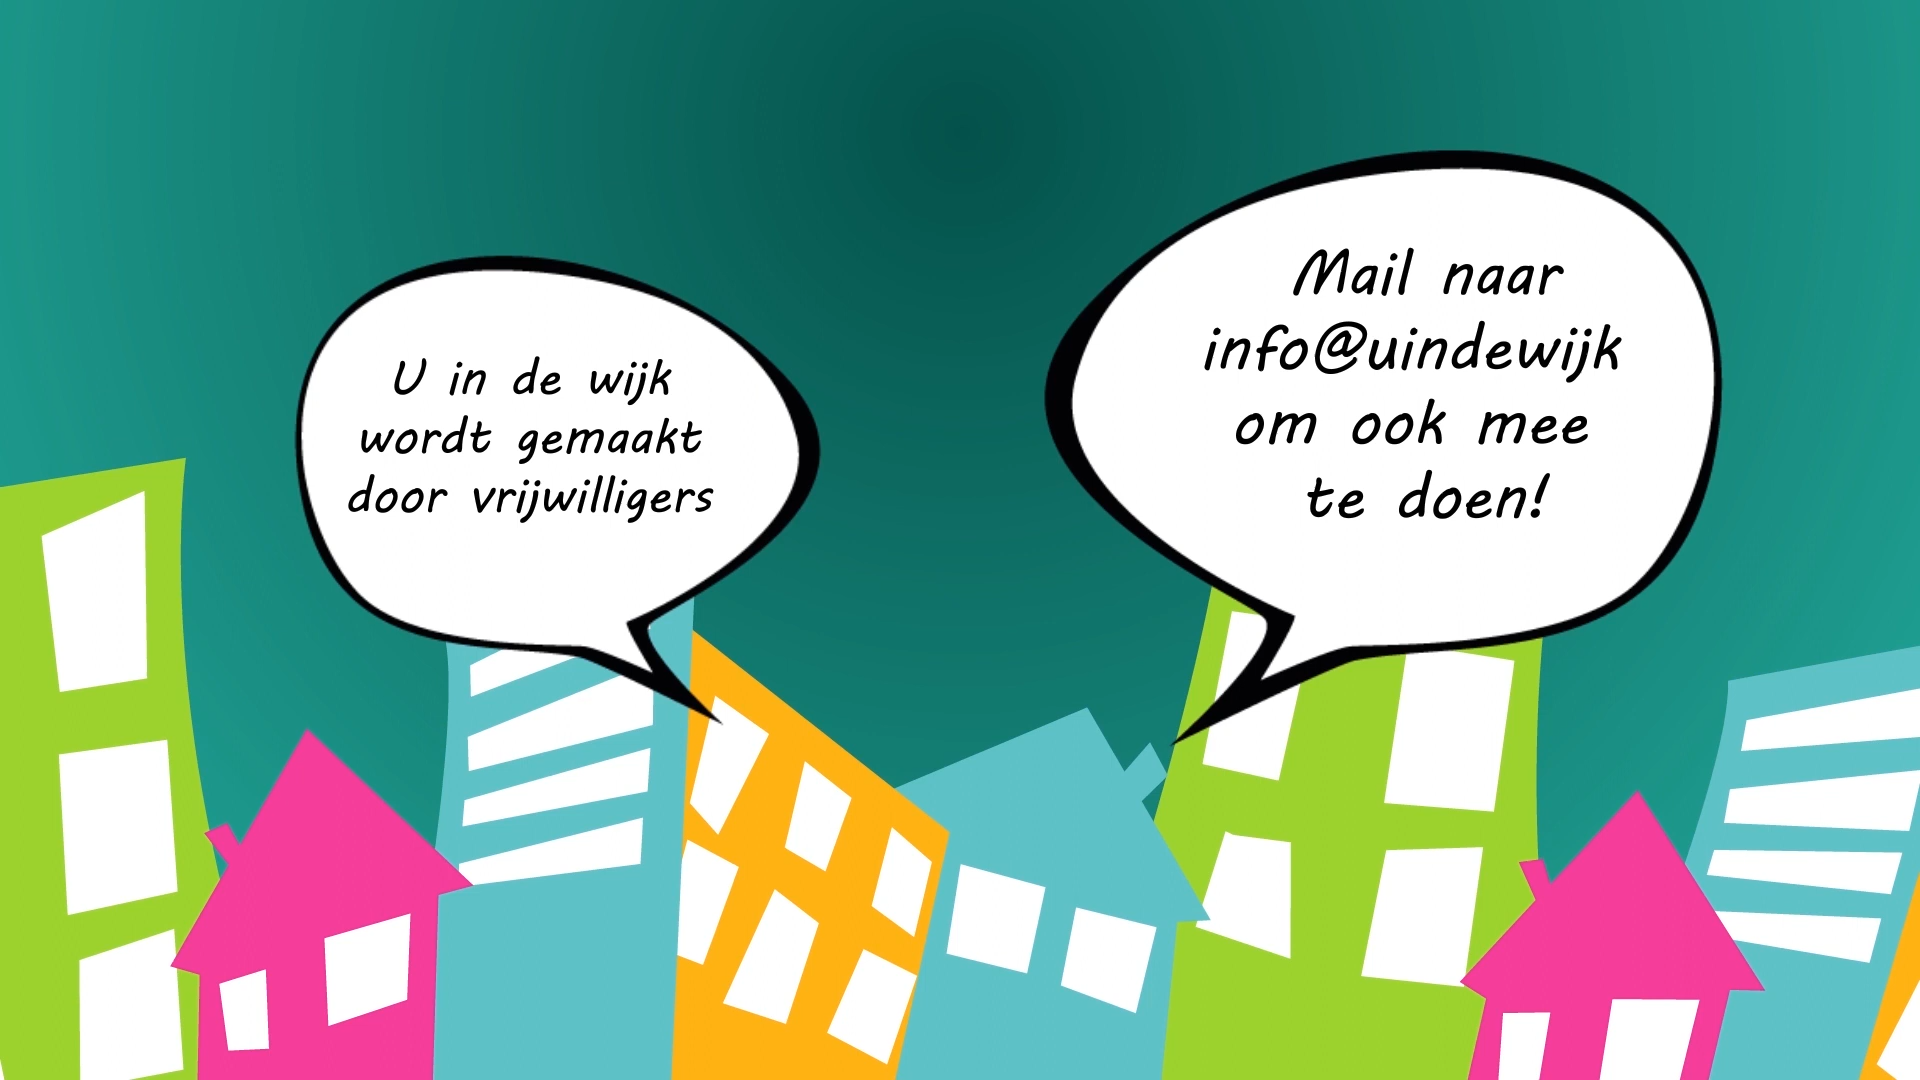 U in de wijk
wordt gemaakt
door vrijwilligers
Mail naar
info@uindewijk
om ook mee
te doen!